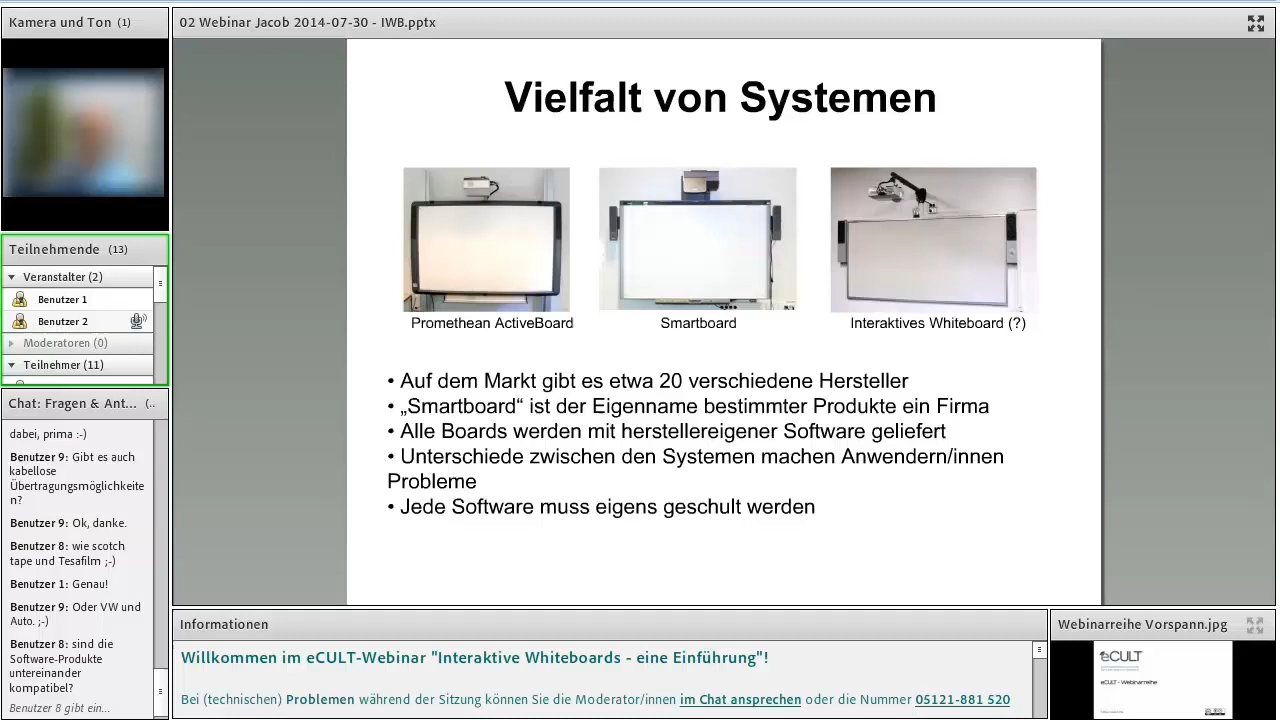 Kamera und Ton (1)
02 Webinar Jacob 2014-07-30 - IWB.pptx
Vielfalt von Systemen
Promethean ActiveBoard
Smartboard
Interaktives Whiteboard (?)
• Auf dem Markt gibt es etwa 20 verschiedene Hersteller
• „Smartboard“ ist der Eigenname bestimmter Produkte ein Firma
• Alle Boards werden mit herstellereigener Software geliefert
• Unterschiede zwischen den Systemen machen Anwendern/innen
Probleme
• Jede Software muss eigens geschult werden
Teilnehmende (13)
Veranstalter (2)
Benutzer 1
Benutzer 2
Moderatoren (0)
Teilnehmer (11)
Chat: Fragen & Ant... (..
dabei, prima :-)
Benutzer 9: Gibt es auch
kabellose
Übertragungsmöglichkeite
n?
Benutzer 9: Ok, danke.
Benutzer 8: wie scotch
tape und Tesafilm ;-)
Benutzer 1: Genau!
Benutzer 9: Oder VW und
Auto. ;-)
Benutzer 8: sind die
Software-Produkte
untereinander
kompatibel?
Benutzer 8 gibt ein...
Informationen
Willkommen im eCULT-Webinar "Interaktive Whiteboards - eine Einführung"!
Bei (technischen) Problemen während der Sitzung können Sie die Moderator/innen im Chat ansprechen oder die Nummer 05121-881 520
Webinarreihe Vorspann.jpg
eCULT
eCULT - Webinarreihe